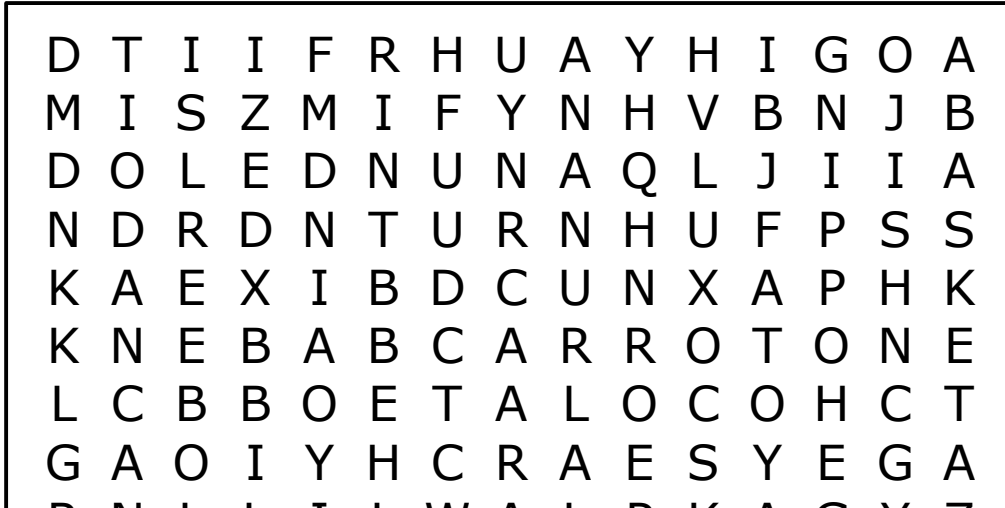 D T I I F R H U A Y H I G O A
M I S Z M I F Y N H V B N J B
D O L E D N U N A Q L J I I A
N D R D N T U R N H U F P S S
K A E X I B D C U N X A P H K
K N E B A B C A R R O T O N E
L C B B O E T A L O C O H C T
G A O I Y H C R A E S Y E G A